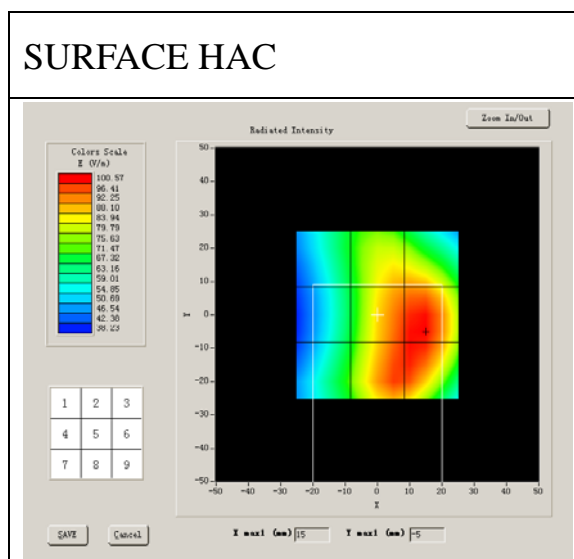 SURFACE HAC
Zoom In/Out
Radiated Intensity
Colors Scale
E (V/m)
100.57
96.41
92.25
88.10
83.94
79.79
75.63
71.47
67.32
63.16
59.01
54.85
50.69
46.54
42.38
38.23
50
40
30
20
10
0
-10
-20
-30
-40
-50
Y
-50 -40 -30 -20 -10 0 10 20 30 40 50
X
1 2 3
4 5 6
7 8 9
SAVE Cancel
X max1 (mm) 15 Y max1 (mm) -5